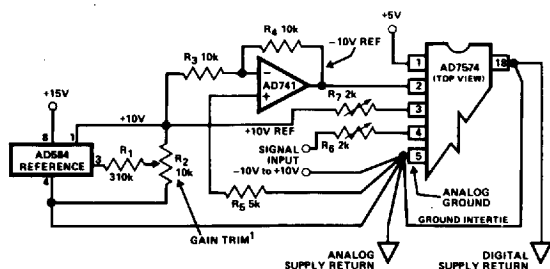 R4 10k
-10V REF
+5V
R3 10k
AD7574
(TOP VIEW)
18
1
−
+
AD741
2
+15V
R7 2k
3
+10V
+10V REF
8
1
4
R1
310k
R2
10k
SIGNAL
INPUT
R6 2k
AD584
REFERENCE
3
5
4
-10V to +10V
ANALOG
GROUND
R5 5k
GROUND INTERTIE
GAIN TRIM1
ANALOG
SUPPLY RETURN
DIGITAL
SUPPLY RETURN